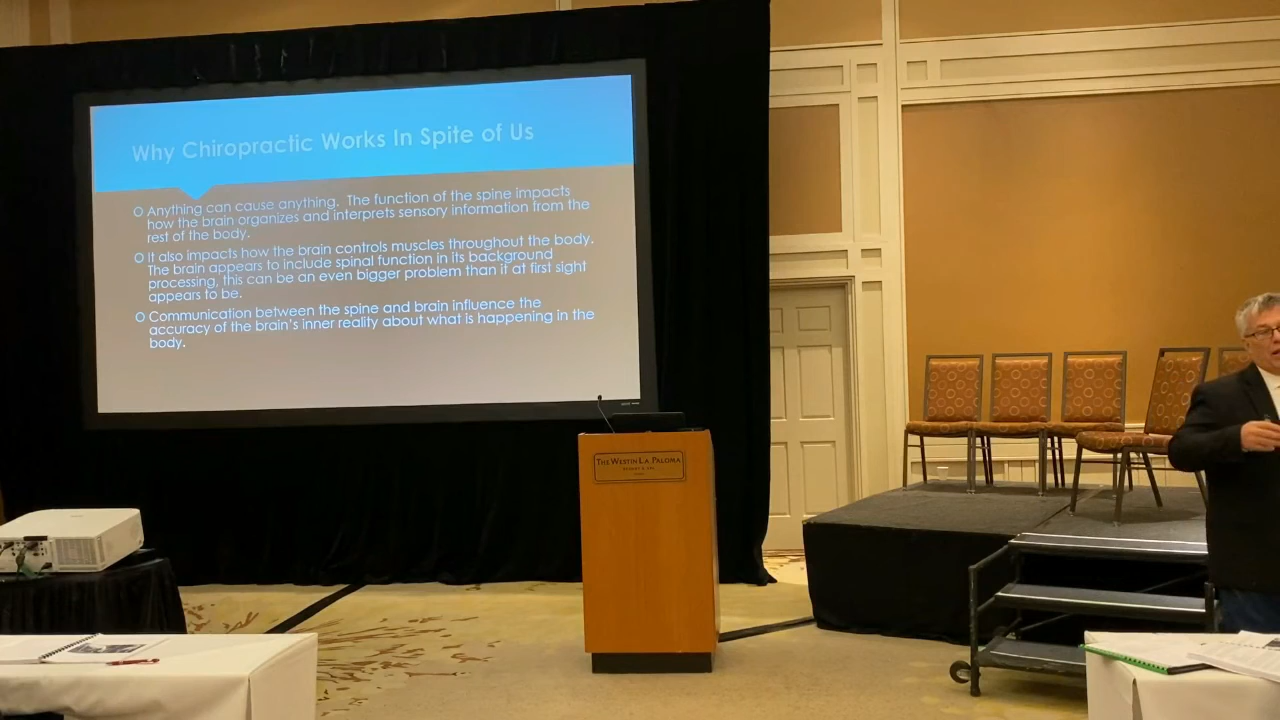 Why Chiropractic Works In Spite of Us
O Anything can cause anything. The function of the spine impacts
how the brain organizes and interprets sensory information from the
rest of the body.
O It also impacts how the brain controls muscles throughout the body.
The brain appears to include spinal function in its background
processing, this can be an even bigger problem than it at first sight
appears to be.
O Communication between the spine and brain influence the
accuracy of the brain's inner reality about what is happening in the
body.
THE WESTIN LA PALOMA